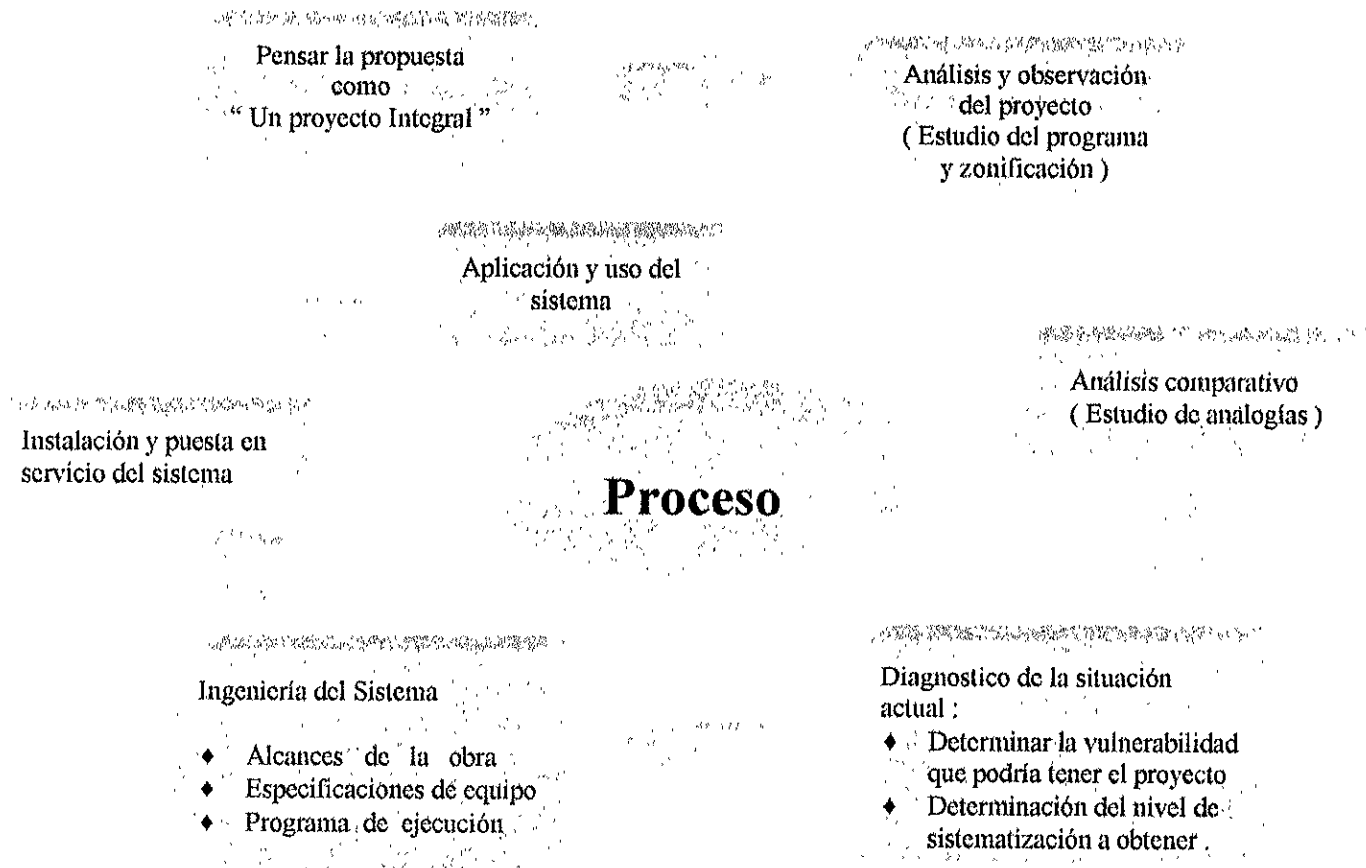 Pensar la propuesta
como
“ Un proyecto Integral ”
Análisis y observación
del proyecto
( Estudio del programa
y zonificación )
Aplicación y uso del
sistema
Análisis comparativo
( Estudio de analogías )
Instalación y puesta en
servicio del sistema
Proceso
Ingeniería del Sistema
♦ Alcances de la obra
♦ Especificaciones de equipo
♦ Programa de ejecución
Diagnostico de la situación
actual :
♦ Determinar la vulnerabilidad
que podría tener el proyecto
♦ Determinación del nivel de
sistematización a obtener .